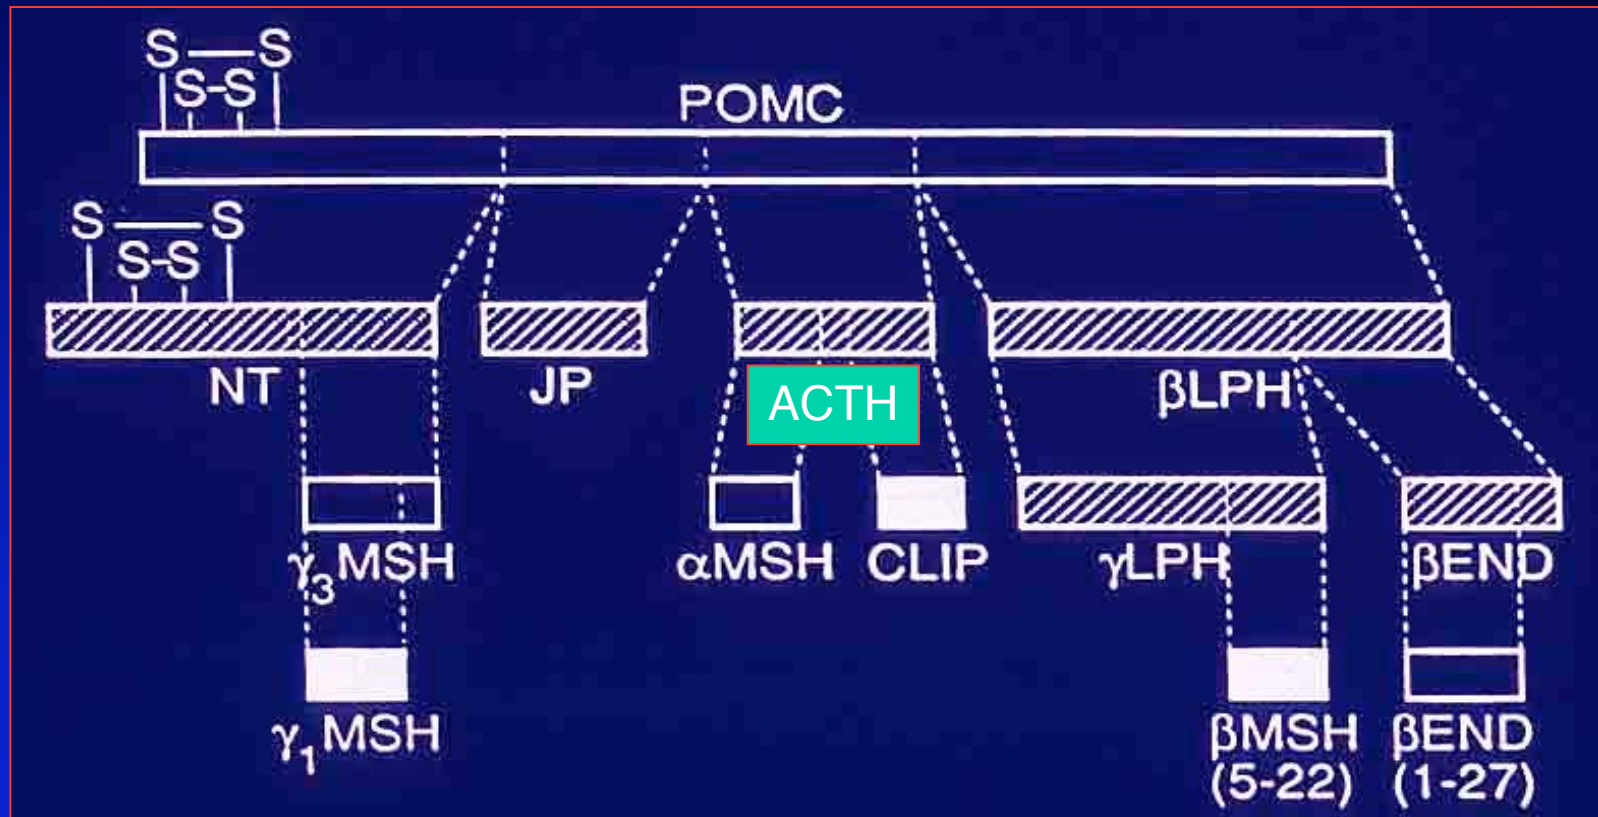 S S
S-S
POMC
S S
S-S
NT JP ACTH βLPH
γ3MSH αMSH CLIP γLPH βEND
γ1MSH βMSH βEND
(5-22) (1-27)